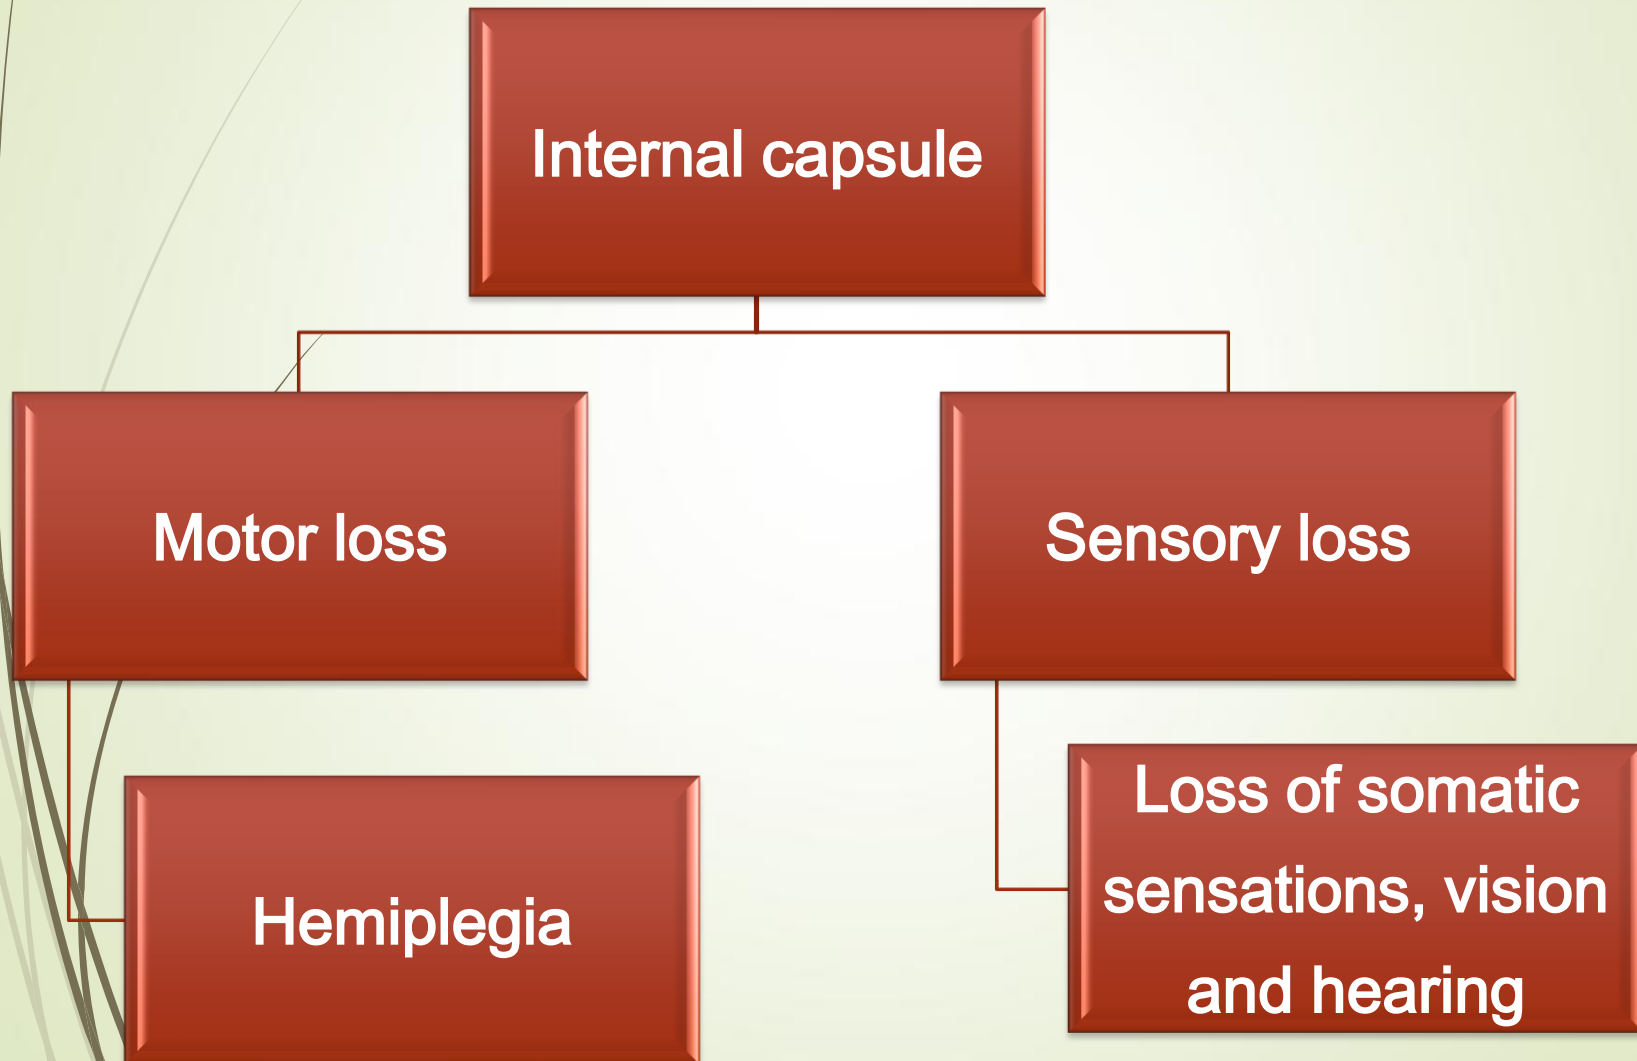 Internal capsule
Motor loss
Sensory loss
Hemiplegia
Loss of somatic
sensations, vision
and hearing